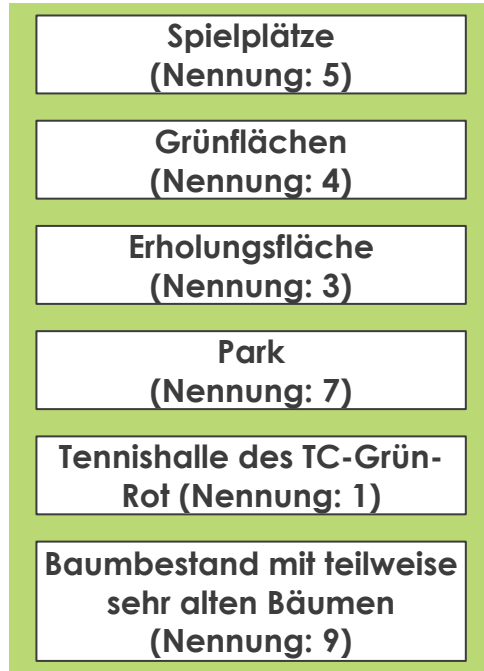 Spielplätze
(Nennung: 5)
Grünflächen
(Nennung: 4)
Erholungsfläche
(Nennung: 3)
Park
(Nennung: 7)
Tennishalle des TC-Grün-
Rot (Nennung: 1)
Baumbestand mit teilweise
sehr alten Bäumen
(Nennung: 9)